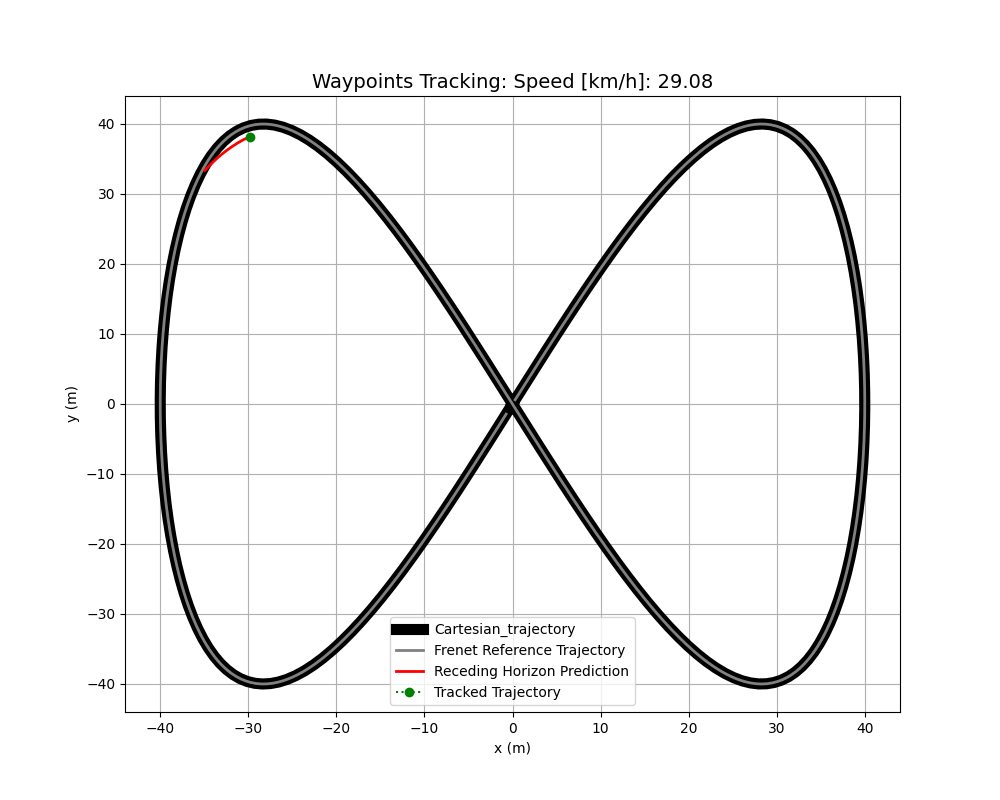 Waypoints Tracking: Speed [km/h]: 29.08
40
30
20
10
0
−10
−20
−30
−40
y (m)
Cartesian_trajectory
Frenet Reference Trajectory
Receding Horizon Prediction
Tracked Trajectory
−40 −30 −20 −10 0 10 20 30 40
x (m)